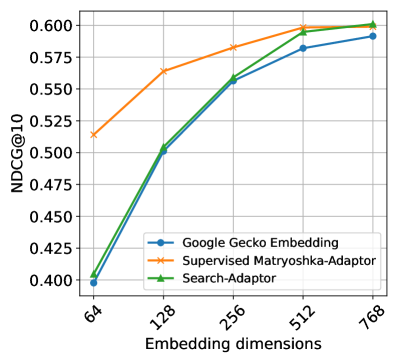 0.600
0.575
0.550
0.525
0.500
0.475
0.450
0.425
0.400
NDCG@10
Google Gecko Embedding
Supervised Matryoshka-Adaptor
Search-Adaptor
64
128
256
512
768
Embedding dimensions